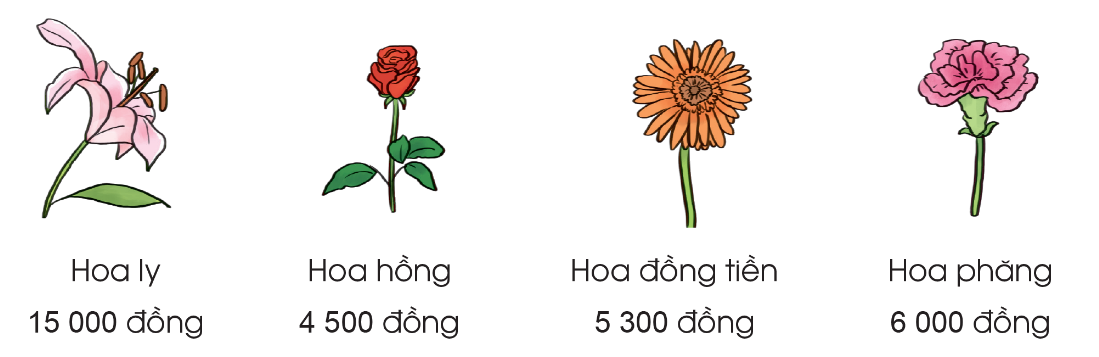 Hoa ly
15 000 đồng
Hoa hồng
4 500 đồng
Hoa đồng tiền
5 300 đồng
Hoa phăng
6 000 đồng